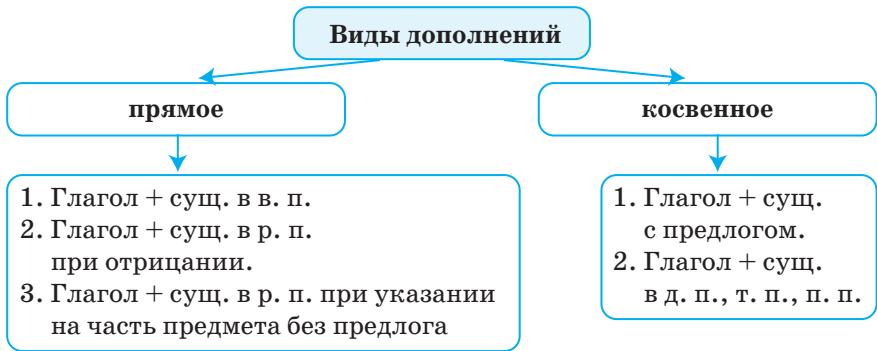 Виды дополнений
прямое
косвенное
1. Глагол + сущ. в в. п.
2. Глагол + сущ. в р. п.
при отрицании.
3. Глагол + сущ. в р. п. при указании
на часть предмета без предлога
1. Глагол + сущ.
с предлогом.
2. Глагол + сущ.
в д. п., т. п., п. п.